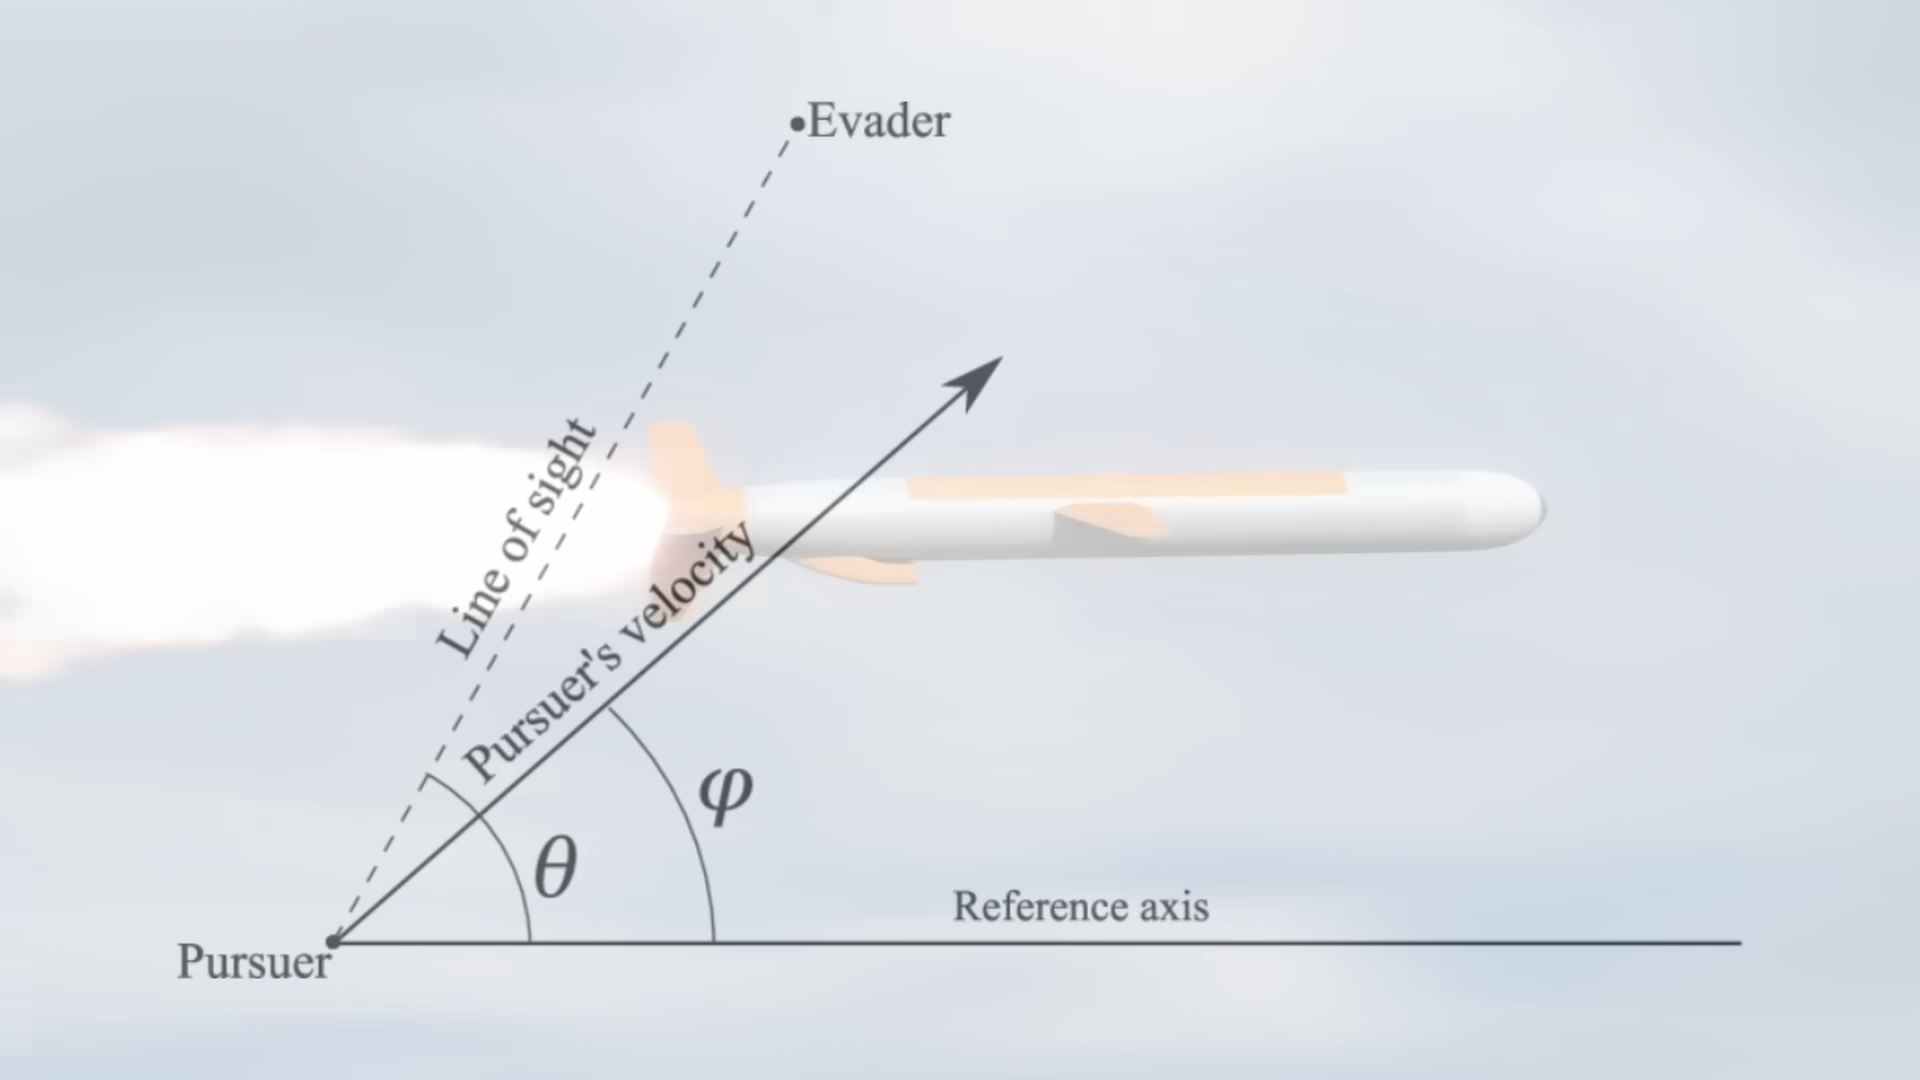 Evader
Line of sight
Pursuer's velocity
φ
θ
Reference axis
Pursuer